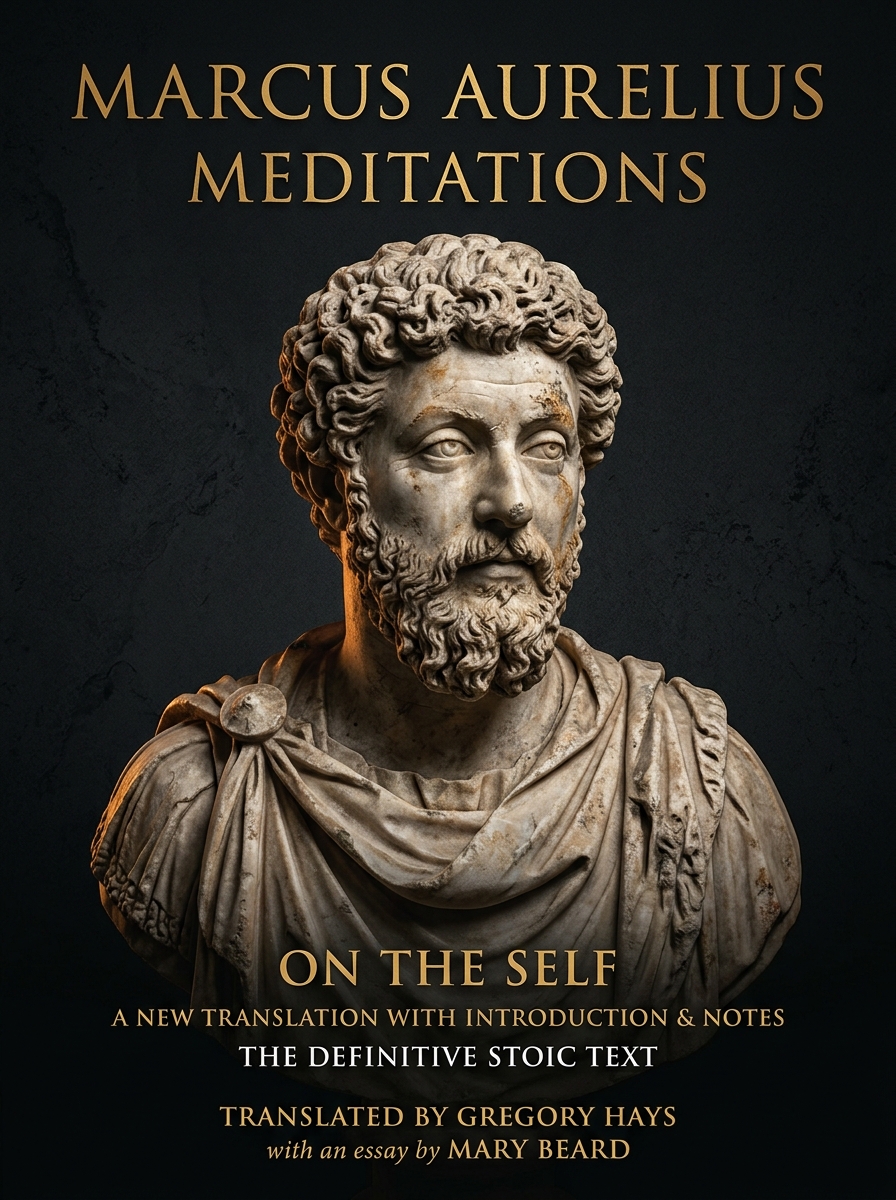 MARCUS AURELIUS
MEDITATIONS
ON THE SELF
A NEW TRANSLATION WITH INTRODUCTION & NOTES
THE DEFINITIVE STOIC TEXT
TRANSLATED BY GREGORY HAYS
with an essay by MARY BEARD